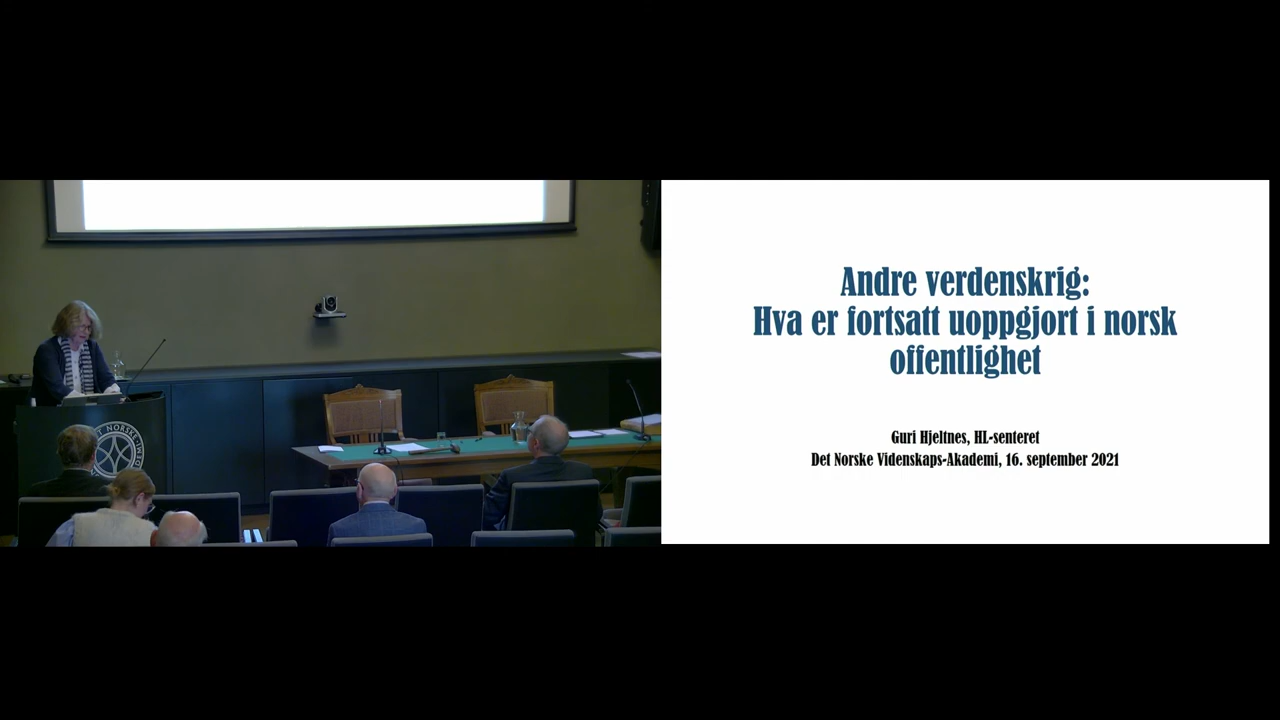 Andre verdenskrig:
Hva er fortsatt uoppgjort i norsk
offentlighet
Guri Hjeltnes, HL-senteret
Det Norske Videnskaps-Akademi, 16. september 2021
T NORSKE